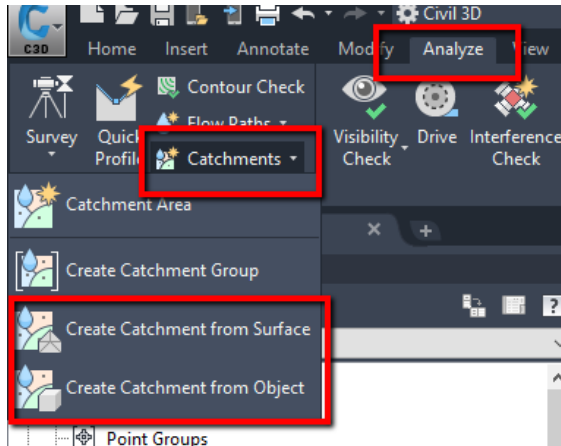 Civil 3D
C3D
Home Insert Annotate Modify Analyze View
Contour Check
Flow Paths
Survey
Quick Profile
Catchments
Visibility Check
Drive
Interference Check
Catchment Area
Create Catchment Group
Create Catchment from Surface
Create Catchment from Object
Point Groups